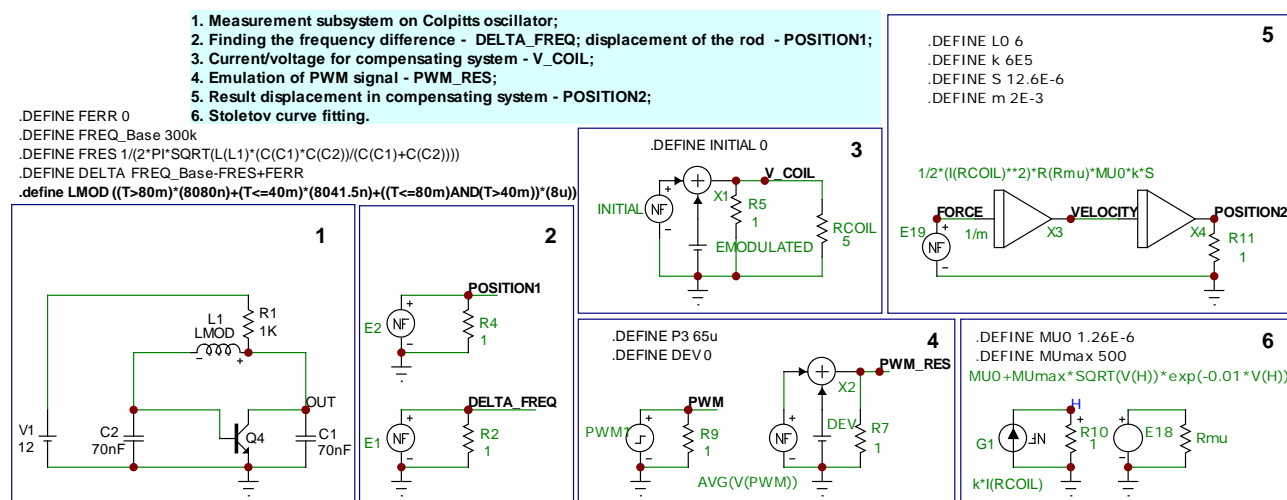 1. Measurement subsystem on Colpitts oscillator;
2. Finding the frequency difference - DELTA_FREQ; displacement of the rod - POSITION1;
3. Current/voltage for compensating system - V_COIL;
4. Emulation of PWM signal - PWM_RES;
5. Result displacement in compensating system - POSITION2;
6. Stoletov curve fitting.
.DEFINE FERR 0
.DEFINE FREQ_Base 300k
.DEFINE FRES 1/(2*PI*SQRT(L(L1)*(C(C1)*C(C2))/(C(C1)+C(C2))))
.DEFINE DELTA FREQ_Base-FRES+FERR
.define LMOD ((T>80m)*(8080n)+(T<=40m)*(8041.5n)+((T<=80m)AND(T>40m))*(8u))
1
L1
LMOD
R1
1K
OUT
V1
12
C2
70nF
Q4
C1
70nF
2
POSITION1
E2
NF
R4
1
DELTA_FREQ
E1
NF
R2
1
.DEFINE INITIAL 0
3
V_COIL
INITIAL
NF
X1
R5
1
EMODULATED
RCOIL
5
.DEFINE P3 65u
.DEFINE DEV 0
4
PWM
PWM1
R9
1
PWM_RES
X2
NF
DEV
R7
1
AVG(V(PWM))
5
.DEFINE L0 6
.DEFINE k 6E5
.DEFINE S 12.6E-6
.DEFINE m 2E-3
1/2*(I(RCOIL)**2)*R(Rmu)*MU0*k*S
FORCE
VELOCITY
POSITION2
E19
NF
1/m
X3
X4
R11
1
.DEFINE MU0 1.26E-6
6
.DEFINE MUmax 500
MU0+MUmax*SQRT(V(H))*exp(-0.01*V(H))
H
G1
NF
R10
1
E18
Rmu
k*I(RCOIL)